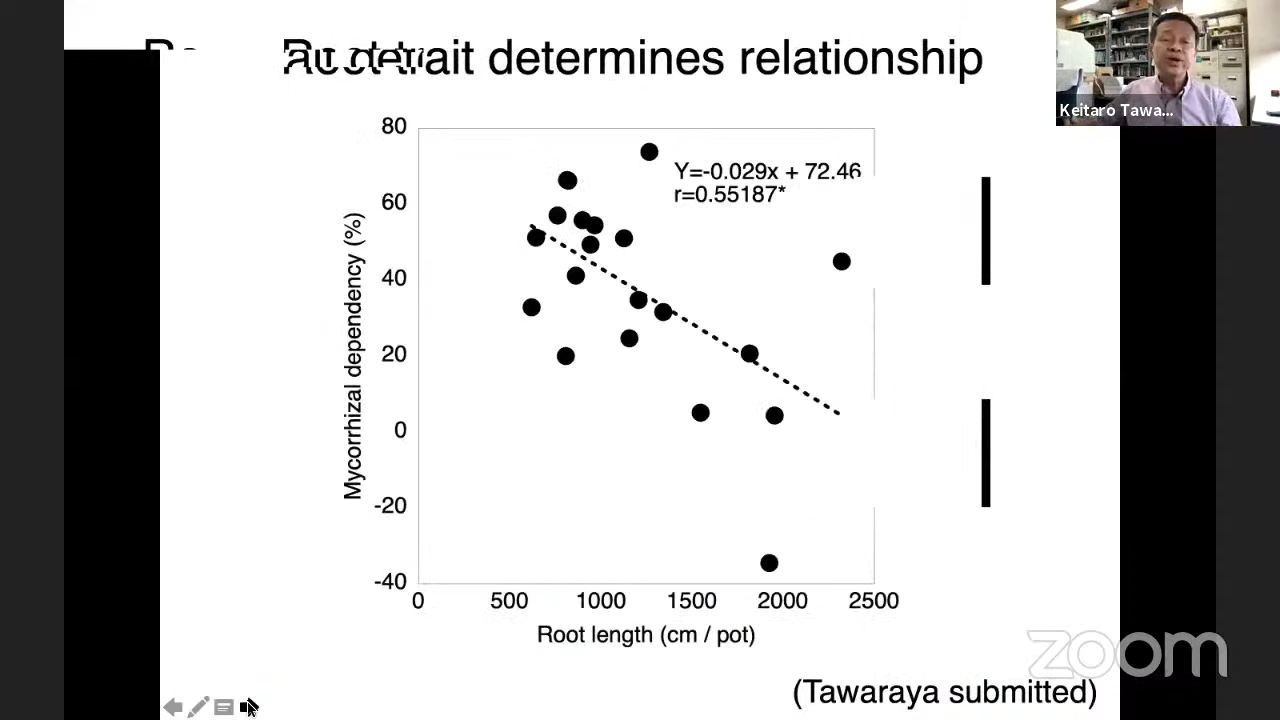 Root trait determines relationship
Keitaro Tawa...
80
Y=-0.029x + 72.46
r=0.55187*
60
40
20
0
-20
-40
Mycorrhizal dependency (%)
0 500 1000 1500 2000 2500
Root length (cm / pot)
zoom
(Tawaraya submitted)